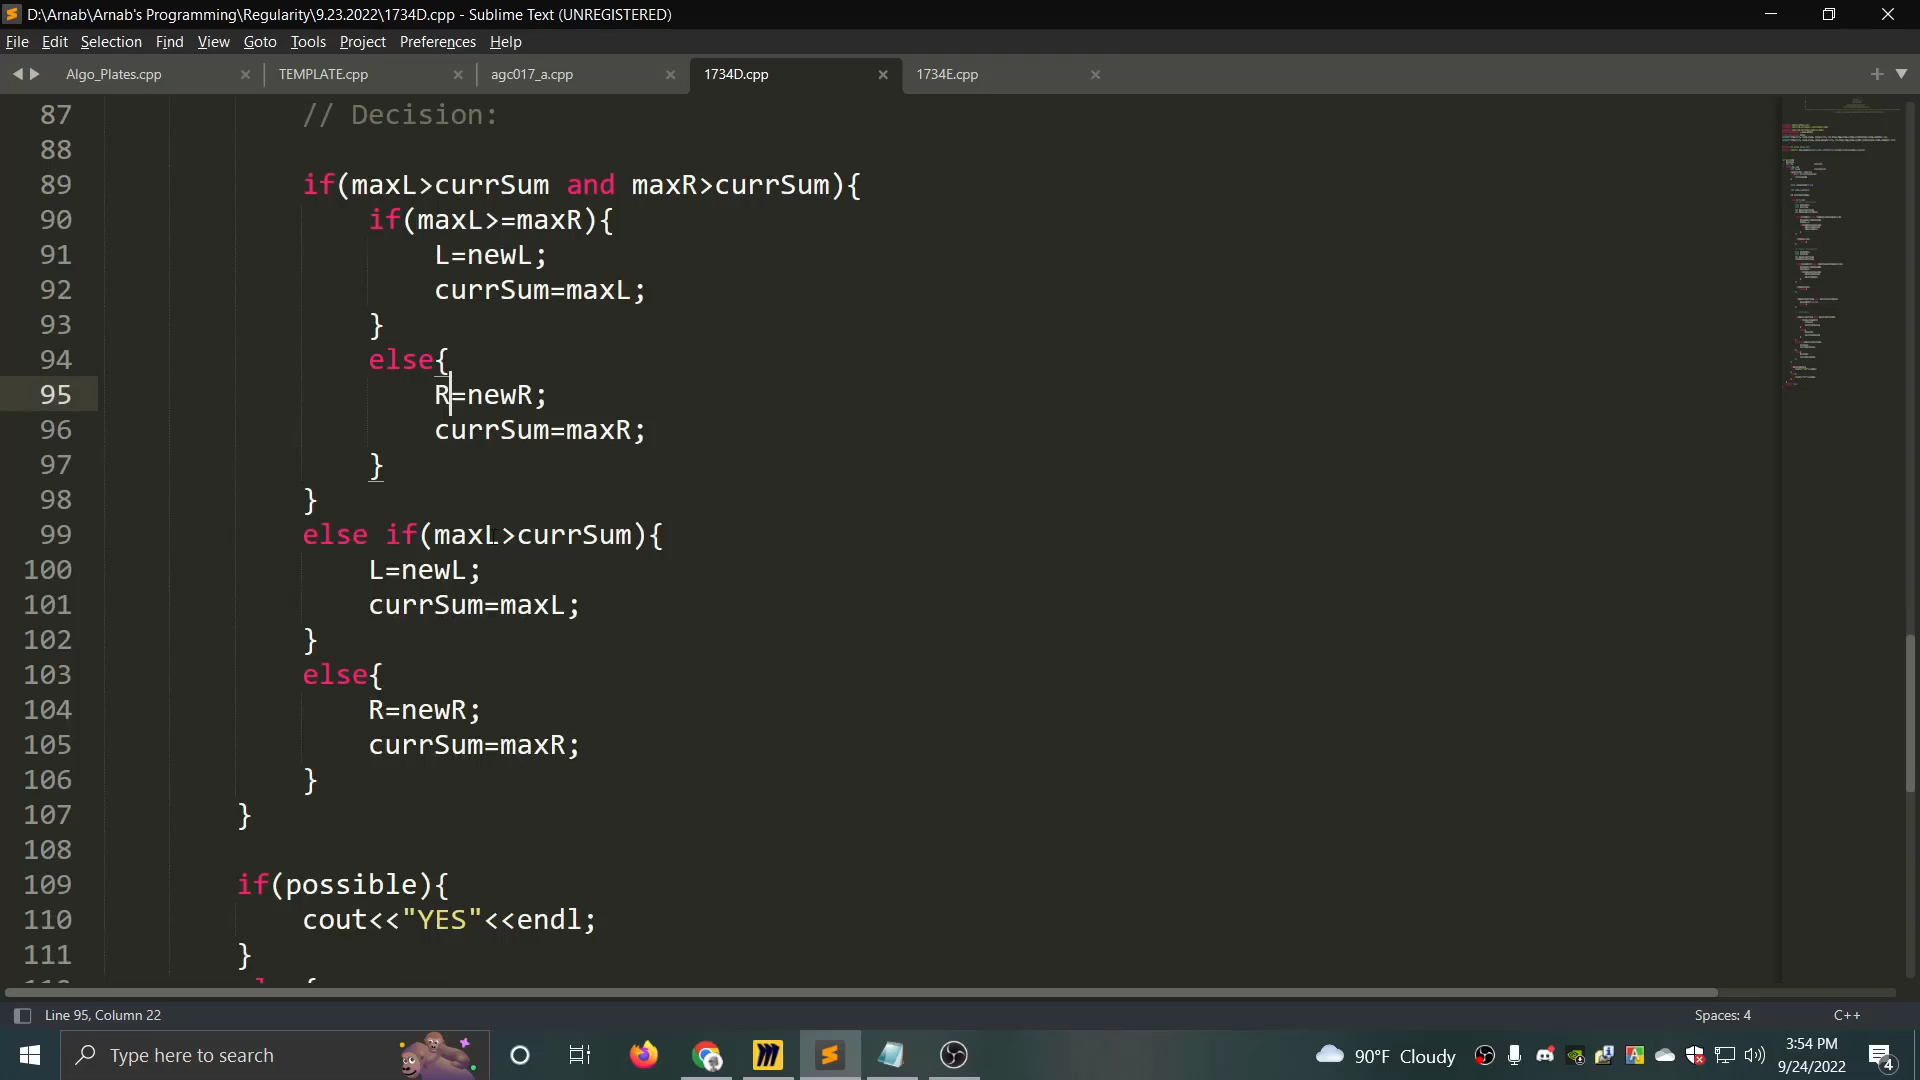 D:\Arnab\Arnab's Programming\Regularity\9.23.2022\1734D.cpp - Sublime Text (UNREGISTERED)
File Edit Selection Find View Goto Tools Project Preferences Help
Algo_Plates.cpp TEMPLATE.cpp agc017_a.cpp 1734D.cpp 1734E.cpp
87 // Decision:
88
89 if(maxL>currSum and maxR>currSum){
90 if(maxL>=maxR){
91 L=newL;
92 currSum=maxL;
93 }
94 else{
95 R=newR;
96 currSum=maxR;
97 }
98 }
99 else if(maxL>currSum){
100 L=newL;
101 currSum=maxL;
102 }
103 else{
104 R=newR;
105 currSum=maxR;
106 }
107 }
108
109 if(possible){
110 cout<<"YES"<<endl;
111 }
Line 95, Column 22 Spaces: 4 C++
Type here to search 90°F Cloudy 3:54 PM
9/24/2022 4